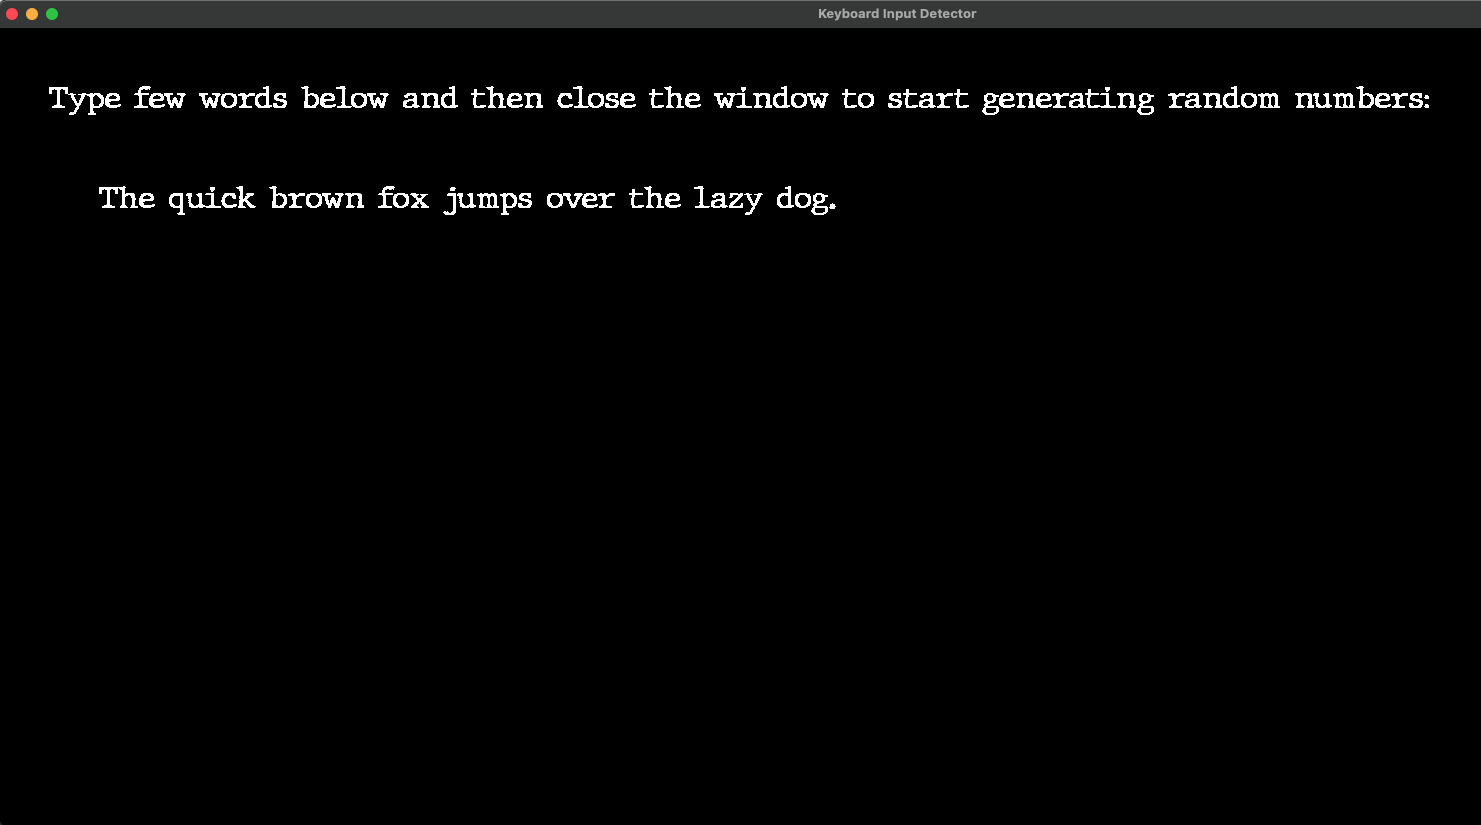 Keyboard Input Detector
Type few words below and then close the window to start generating random numbers:
The quick brown fox jumps over the lazy dog.